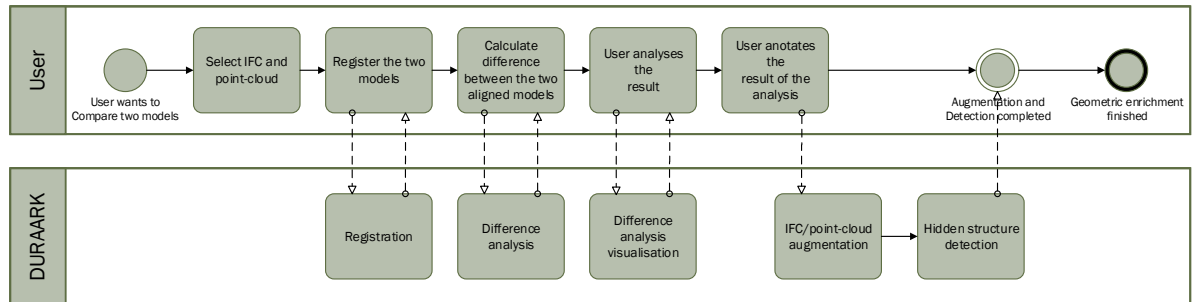 User
User wants to
Compare two models
Select IFC and
point-cloud
Register the two
models
Calculate
difference
between the two
aligned models
User analyses
the
result
User anotates
the
result of the
analysis
Augmentation and
Detection completed
Geometric enrichment
finished
DURAARK
Registration
Difference
analysis
Difference
analysis
visualisation
IFC/point-cloud
augmentation
Hidden structure
detection